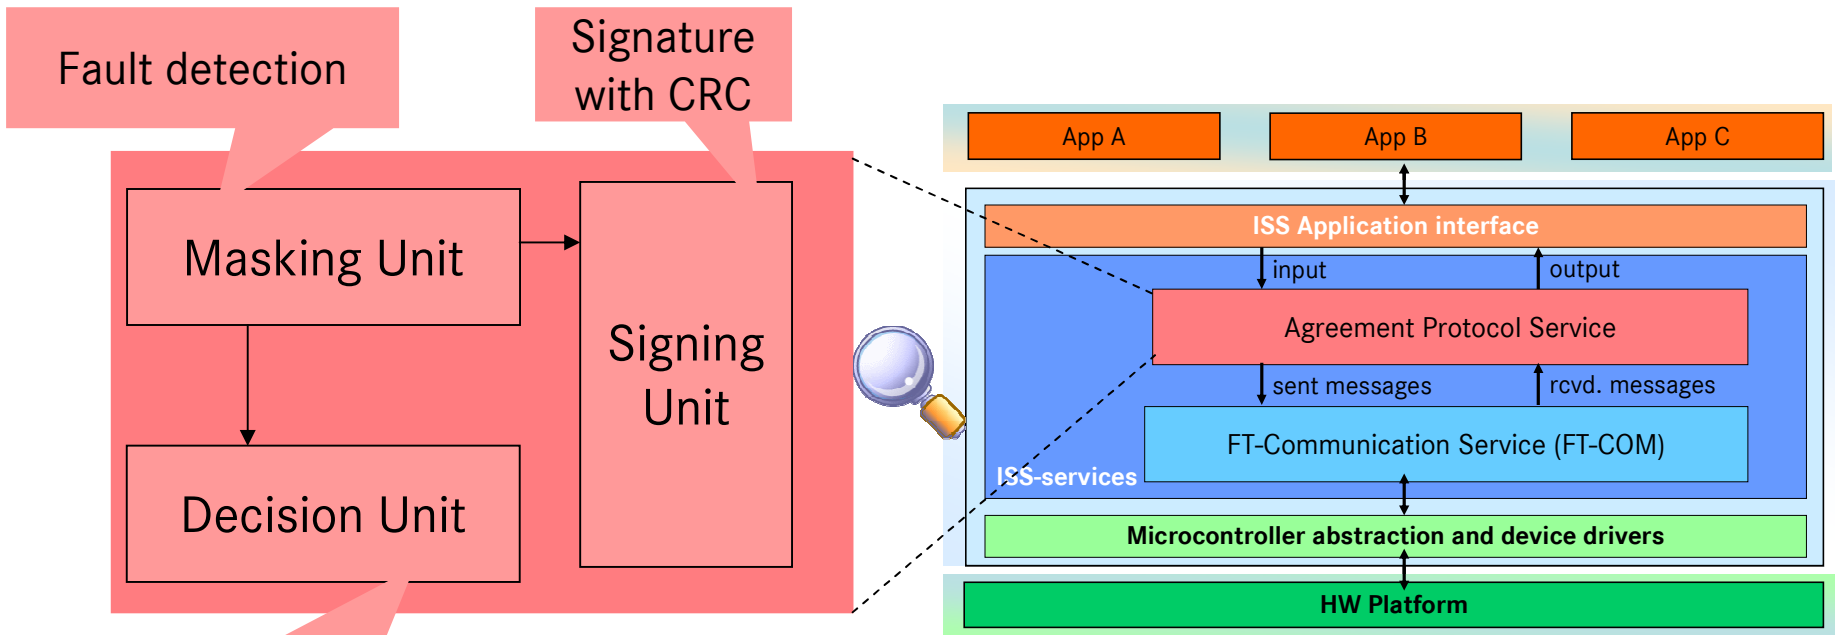 Fault detection
Signature
with CRC
Masking Unit
Signing
Unit
Decision Unit
App A
App B
App C
ISS Application interface
input
output
Agreement Protocol Service
sent messages
rcvd. messages
FT-Communication Service (FT-COM)
ISS-services
Microcontroller abstraction and device drivers
HW Platform